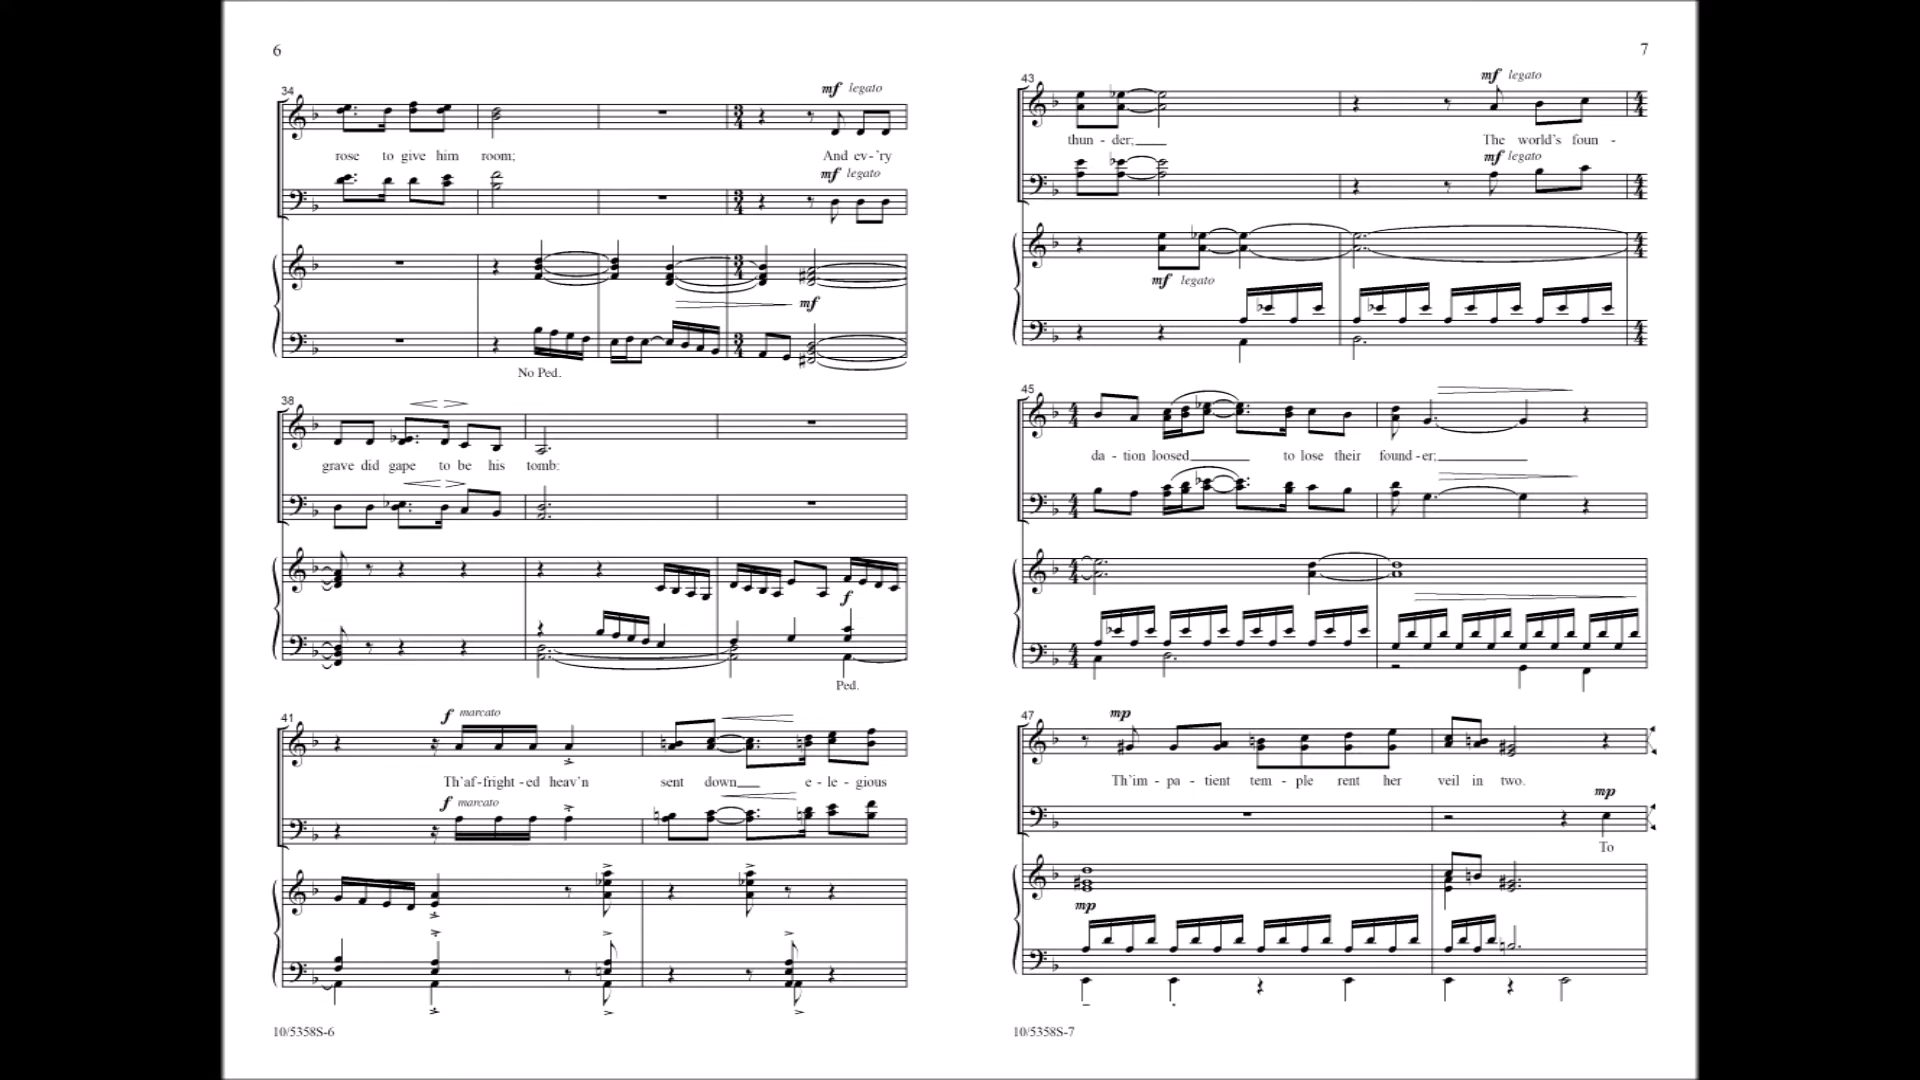 6
34
mf legato
rose to give him room; And ev-'ry
mf legato
mf
No Ped.
38
grave did gape to be his tomb:
f
Ped.
41
f marcato
Th'af-fright-ed heav'n sent down e-le-gious
f marcato
10/5358S-6
7
43
mf legato
thun-der; The world's foun-
mf legato
mf legato
45
da-tion loosed to lose their found-er;
47
mp
Th'im-pa-tient tem-ple rent her veil in two.
mp
To
mp
10/5358S-7